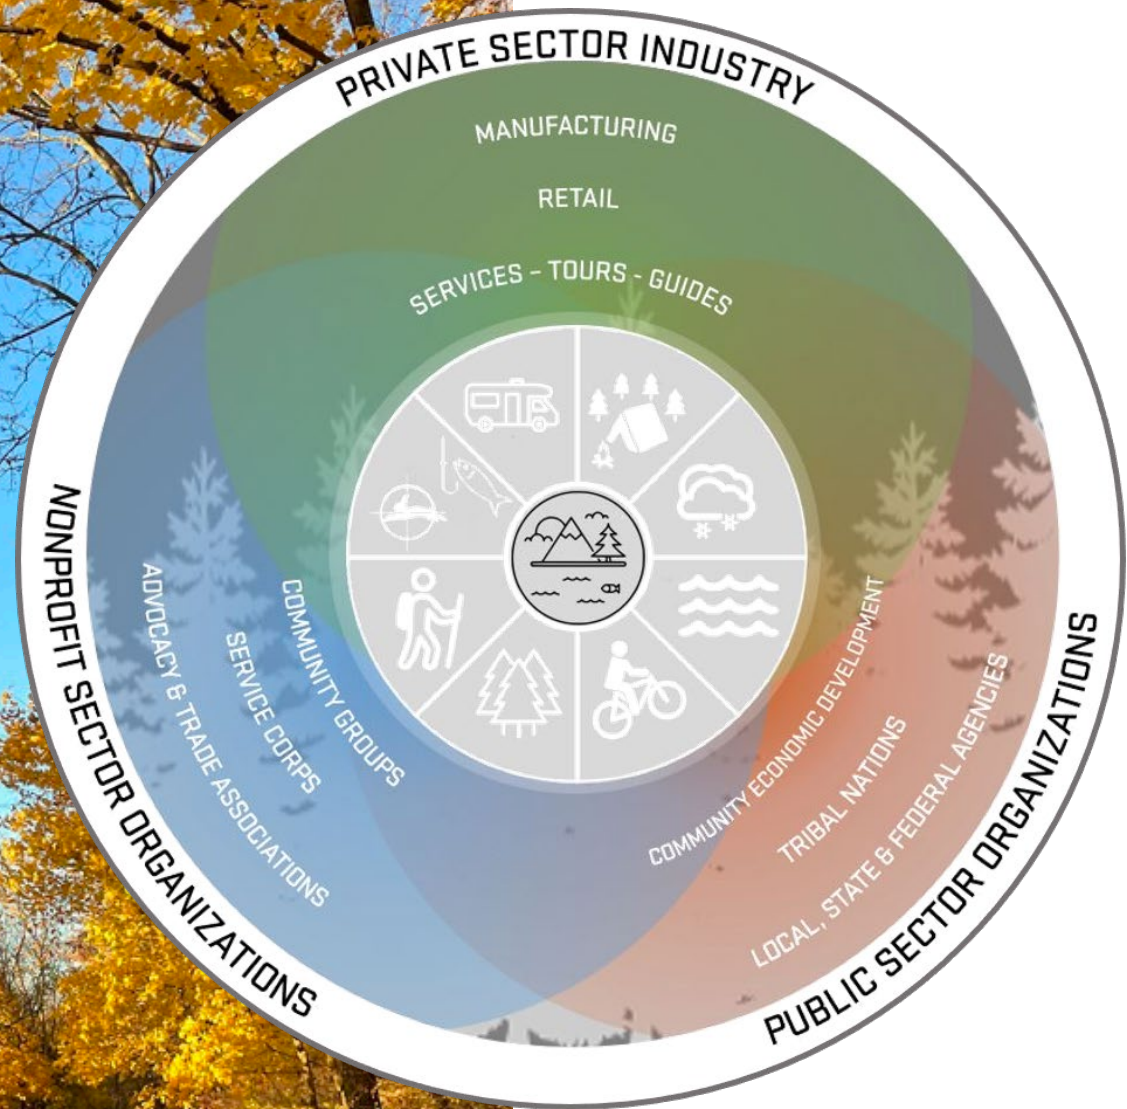 PRIVATE SECTOR INDUSTRY
MANUFACTURING
RETAIL
SERVICES – TOURS - GUIDES
NONPROFIT SECTOR ORGANIZATIONS
ADVOCACY & TRADE ASSOCIATIONS
SERVICE CORPS
COMMUNITY GROUPS
COMMUNITY ECONOMIC DEVELOPMENT
TRIBAL NATIONS
LOCAL, STATE & FEDERAL AGENCIES
PUBLIC SECTOR ORGANIZATIONS